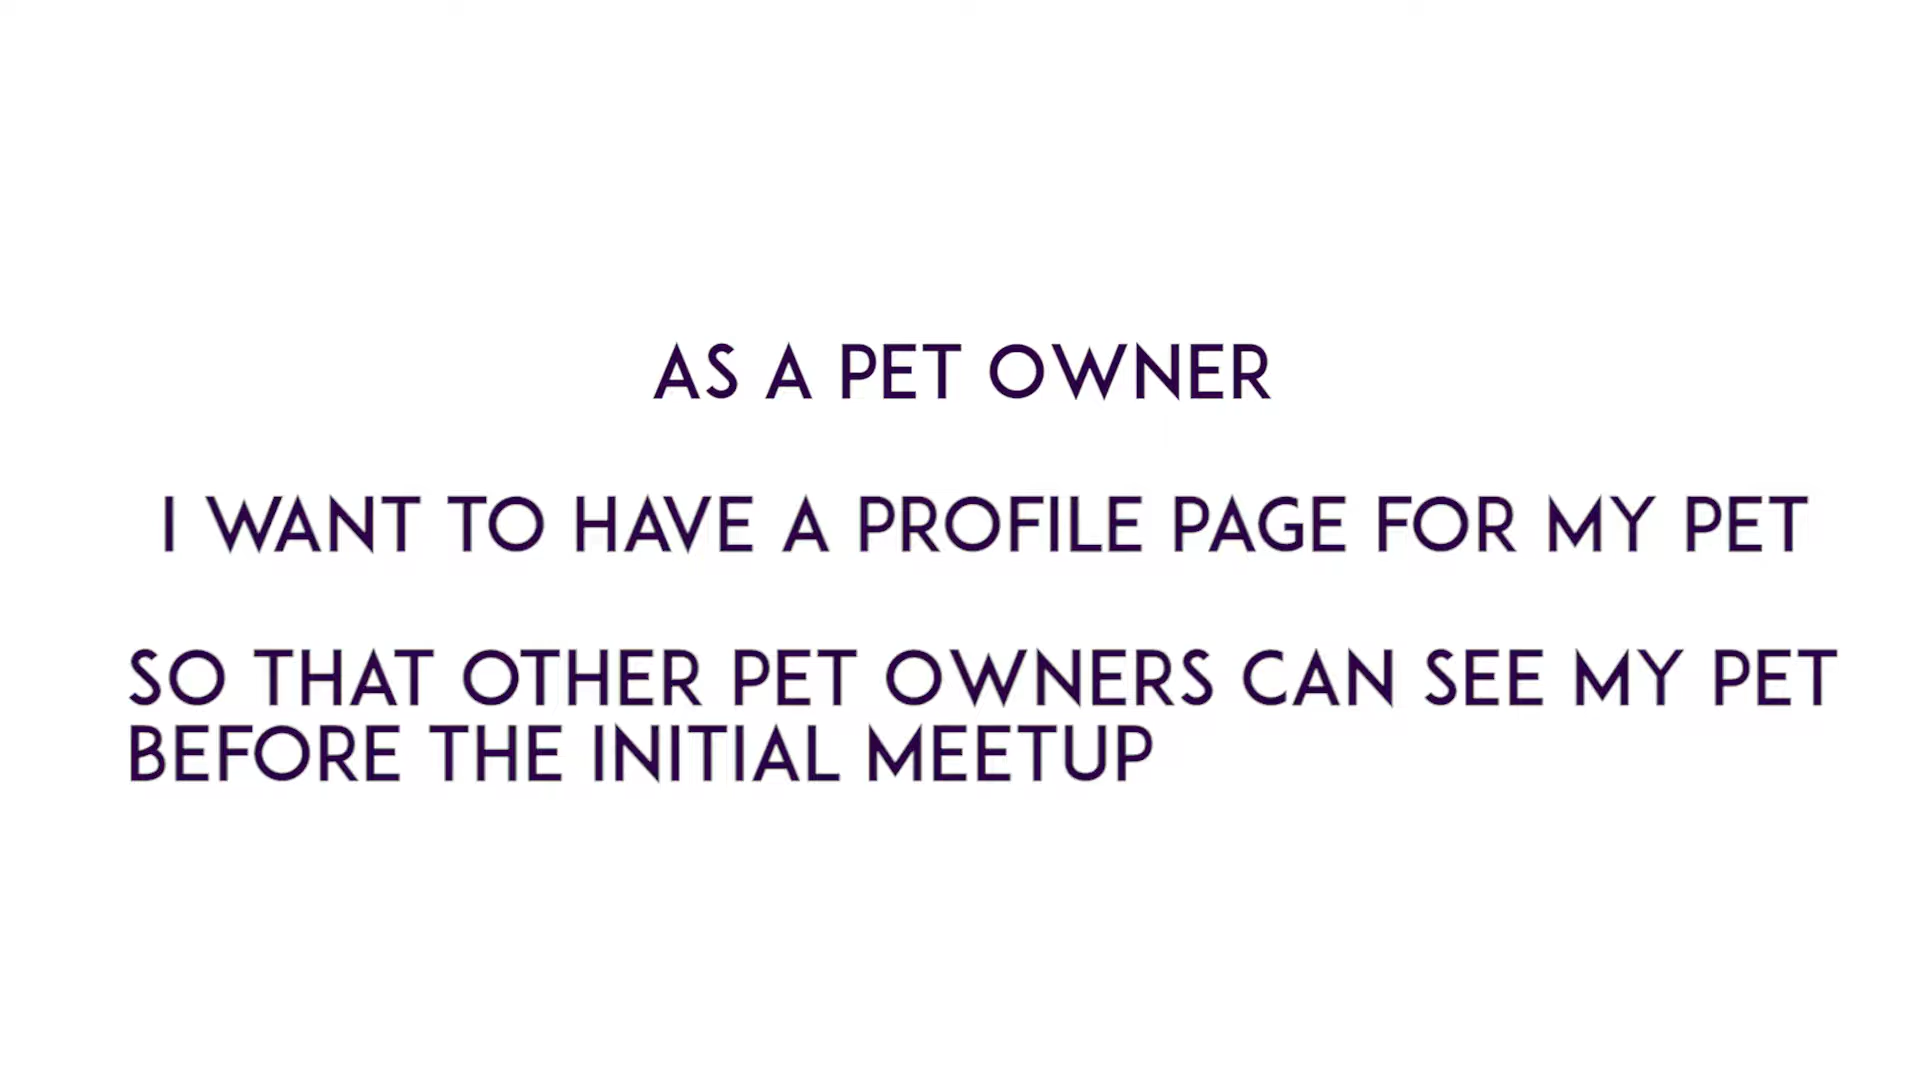 AS A PET OWNER
I WANT TO HAVE A PROFILE PAGE FOR MY PET
SO THAT OTHER PET OWNERS CAN SEE MY PET
BEFORE THE INITIAL MEETUP